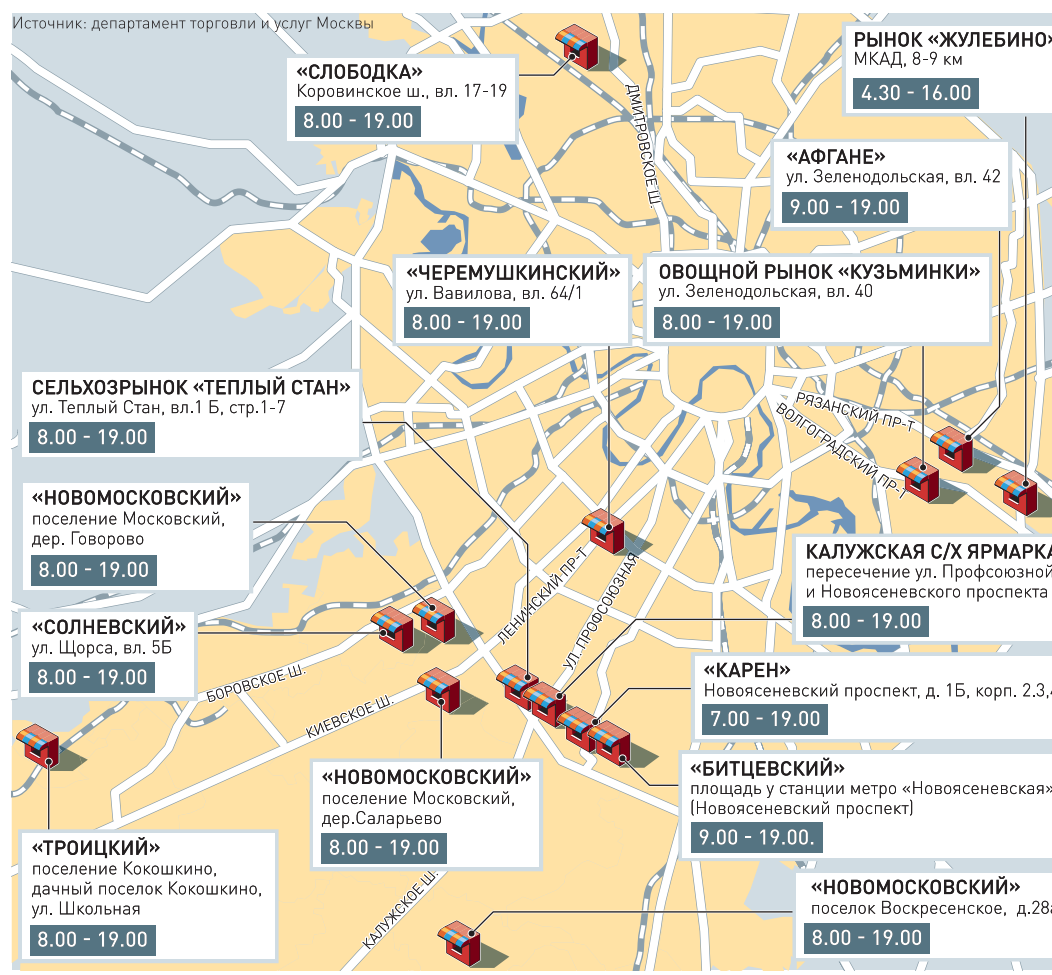 Источник: департамент торговли и услуг Москвы
«СЛОБОДКА»
Коровинское ш., вл. 17-19
8.00 - 19.00
РЫНОК «ЖУЛЕБИНО»
МКАД, 8-9 км
4.30 - 16.00
ДМИТРОВСКОЕ Ш.
«АФГАНЕ»
ул. Зеленодольская, вл. 42
9.00 - 19.00
«ЧЕРЕМУШКИНСКИЙ»
ул. Вавилова, вл. 64/1
8.00 - 19.00
ОВОЩНОЙ РЫНОК «КУЗЬМИНКИ»
ул. Зеленодольская, вл. 40
8.00 - 19.00
СЕЛЬХОЗРЫНОК «ТЕПЛЫЙ СТАН»
ул. Теплый Стан, вл.1 Б, стр.1-7
8.00 - 19.00
РЯЗАНСКИЙ ПР-Т
ВОЛГОГРАДСКИЙ ПР-Т
«НОВОМОСКОВСКИЙ»
поселение Московский,
дер. Говорово
8.00 - 19.00
КАЛУЖСКАЯ С/Х ЯРМАРКА
пересечение ул. Профсоюзной
и Новоясеневского проспекта
8.00 - 19.00
ЛЕНИНСКИЙ ПР-Т
УЛ. ПРОФСОЮЗНАЯ
«СОЛНЕВСКИЙ»
ул. Щорса, вл. 5Б
8.00 - 19.00
БОРОВСКОЕ Ш.
КИЕВСКОЕ Ш.
«КАРЕН»
Новоясеневский проспект, д. 1Б, корп. 2.3,4
7.00 - 19.00
«БИТЦЕВСКИЙ»
площадь у станции метро «Новоясеневская»
(Новоясеневский проспект)
9.00 - 19.00.
«НОВОМОСКОВСКИЙ»
поселение Московский,
дер.Саларьево
8.00 - 19.00
«ТРОИЦКИЙ»
поселение Кокошкино,
дачный поселок Кокошкино,
ул. Школьная
8.00 - 19.00
КАЛУЖСКОЕ Ш.
«НОВОМОСКОВСКИЙ»
поселок Воскресенское, д.28а
8.00 - 19.00